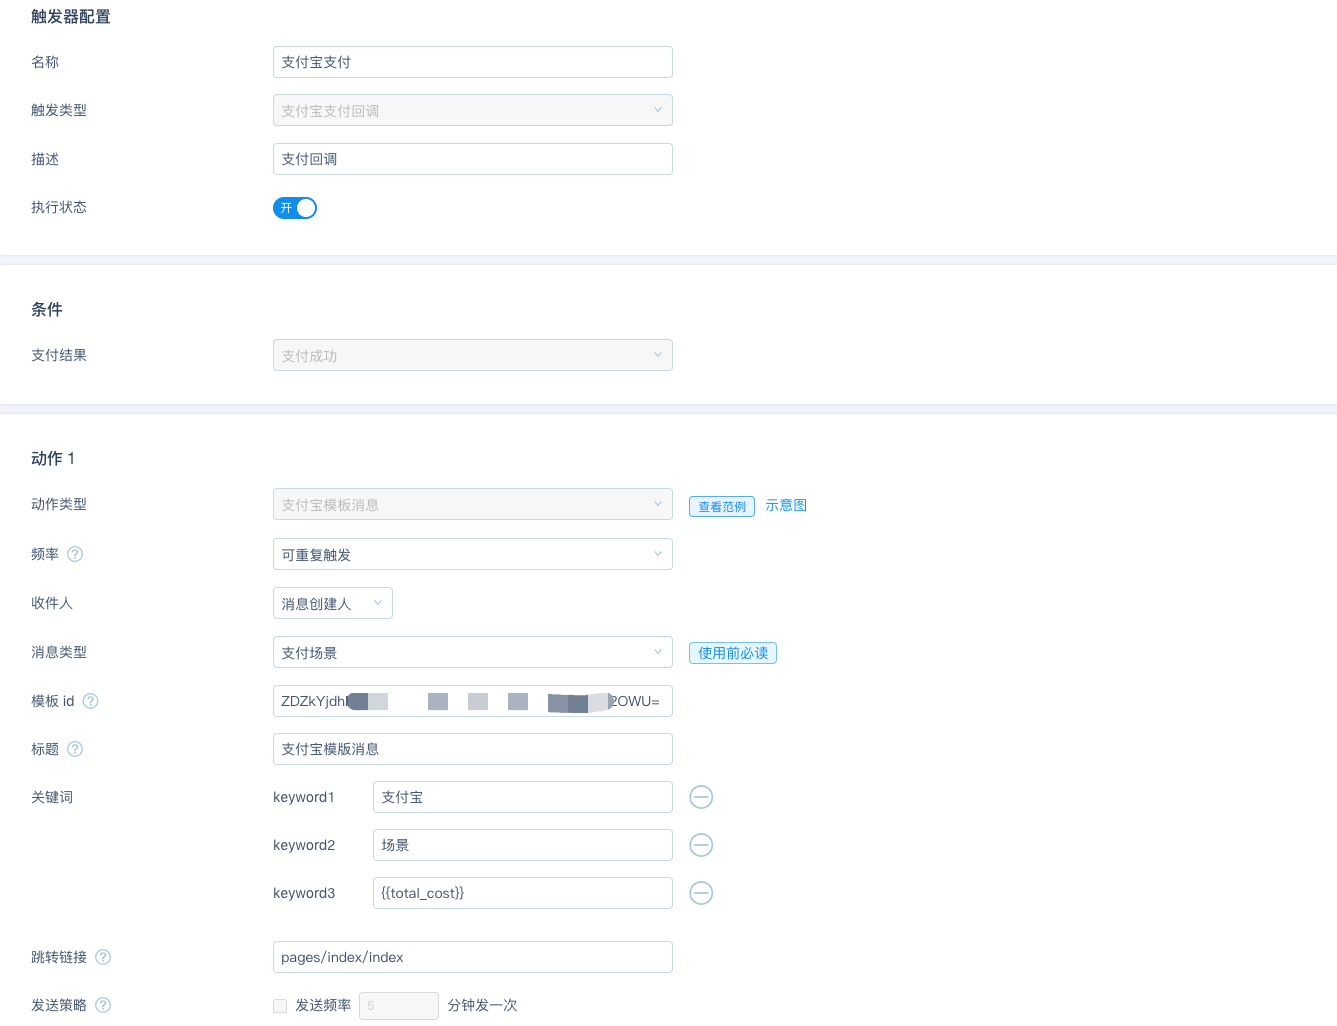 触发器配置
名称 支付宝支付
触发类型 支付宝支付回调
描述 支付回调
执行状态 开
条件
支付结果 支付成功
动作 1
动作类型 支付宝模板消息 查看范例 示意图
频率 ? 可重复触发
收件人 消息创建人
消息类型 支付场景 使用前必读
模板 id ? ZDZkYjdh 2OWU=
标题 ? 支付宝模版消息
关键词 keyword1 支付宝
keyword2 场景
keyword3 {{total_cost}}
跳转链接 ? pages/index/index
发送策略 ? 发送频率 5 分钟发一次